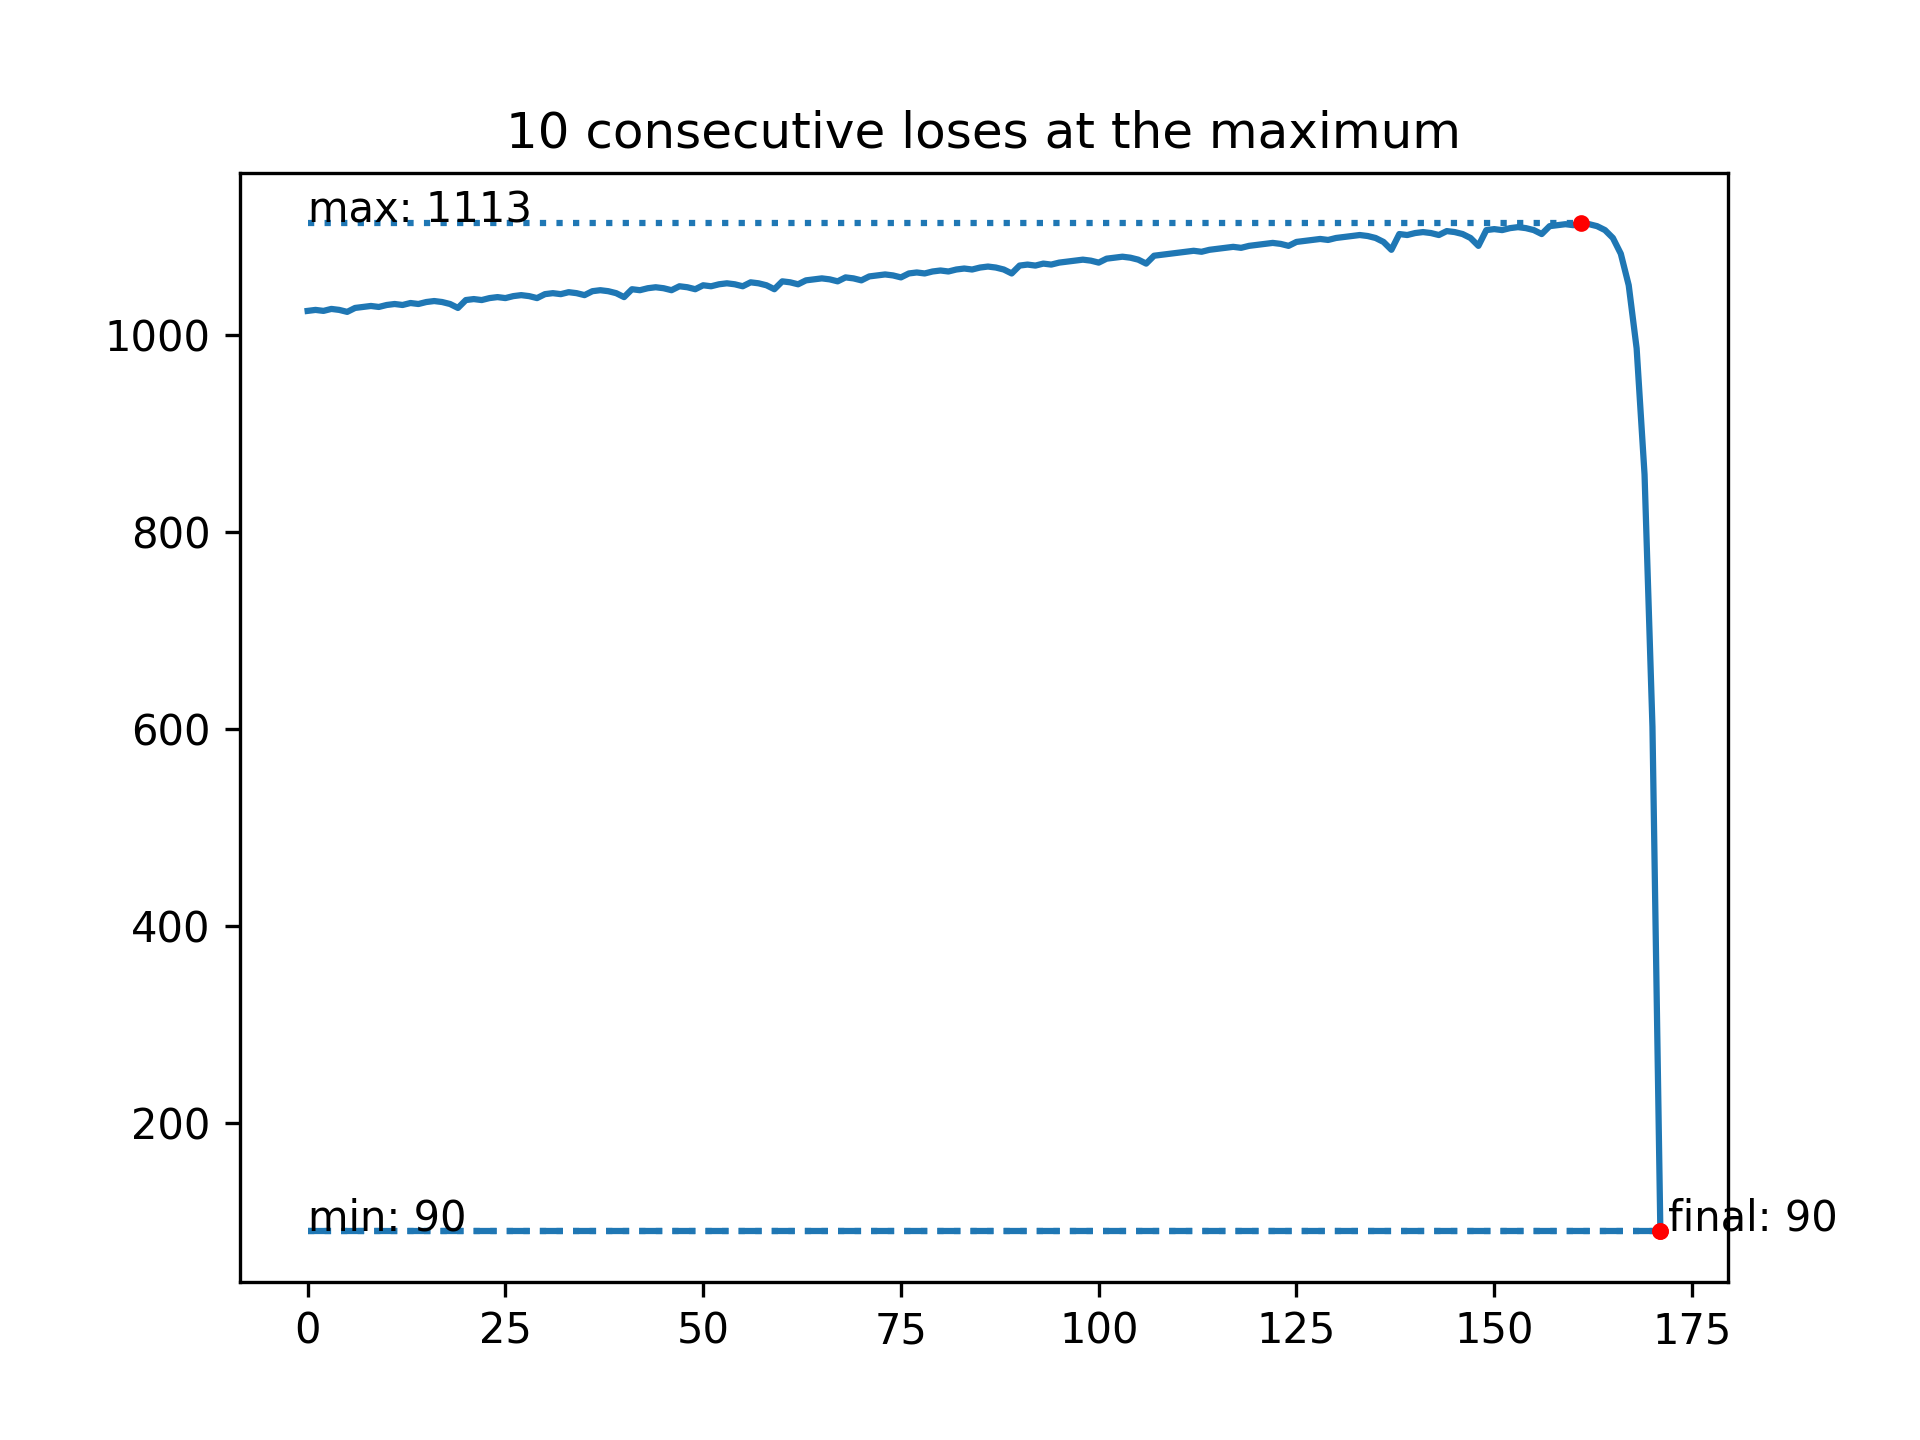 10 consecutive loses at the maximum
max: 1113
1000
800
600
400
200
min: 90
final: 90
0 25 50 75 100 125 150 175